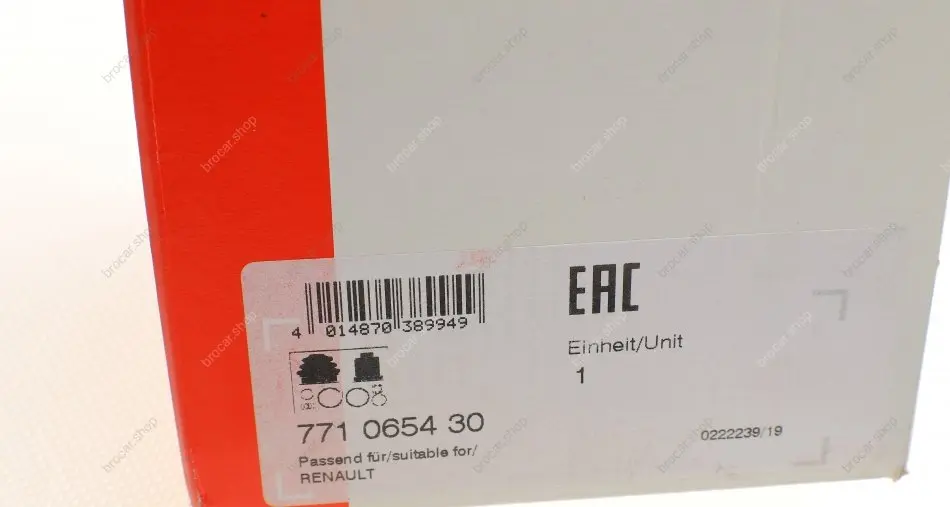 brocar.shop
EAC
4 014870 389949
Einheit/Unit
1
771 0654 30
0222239/19
Passend für/suitable for/
RENAULT